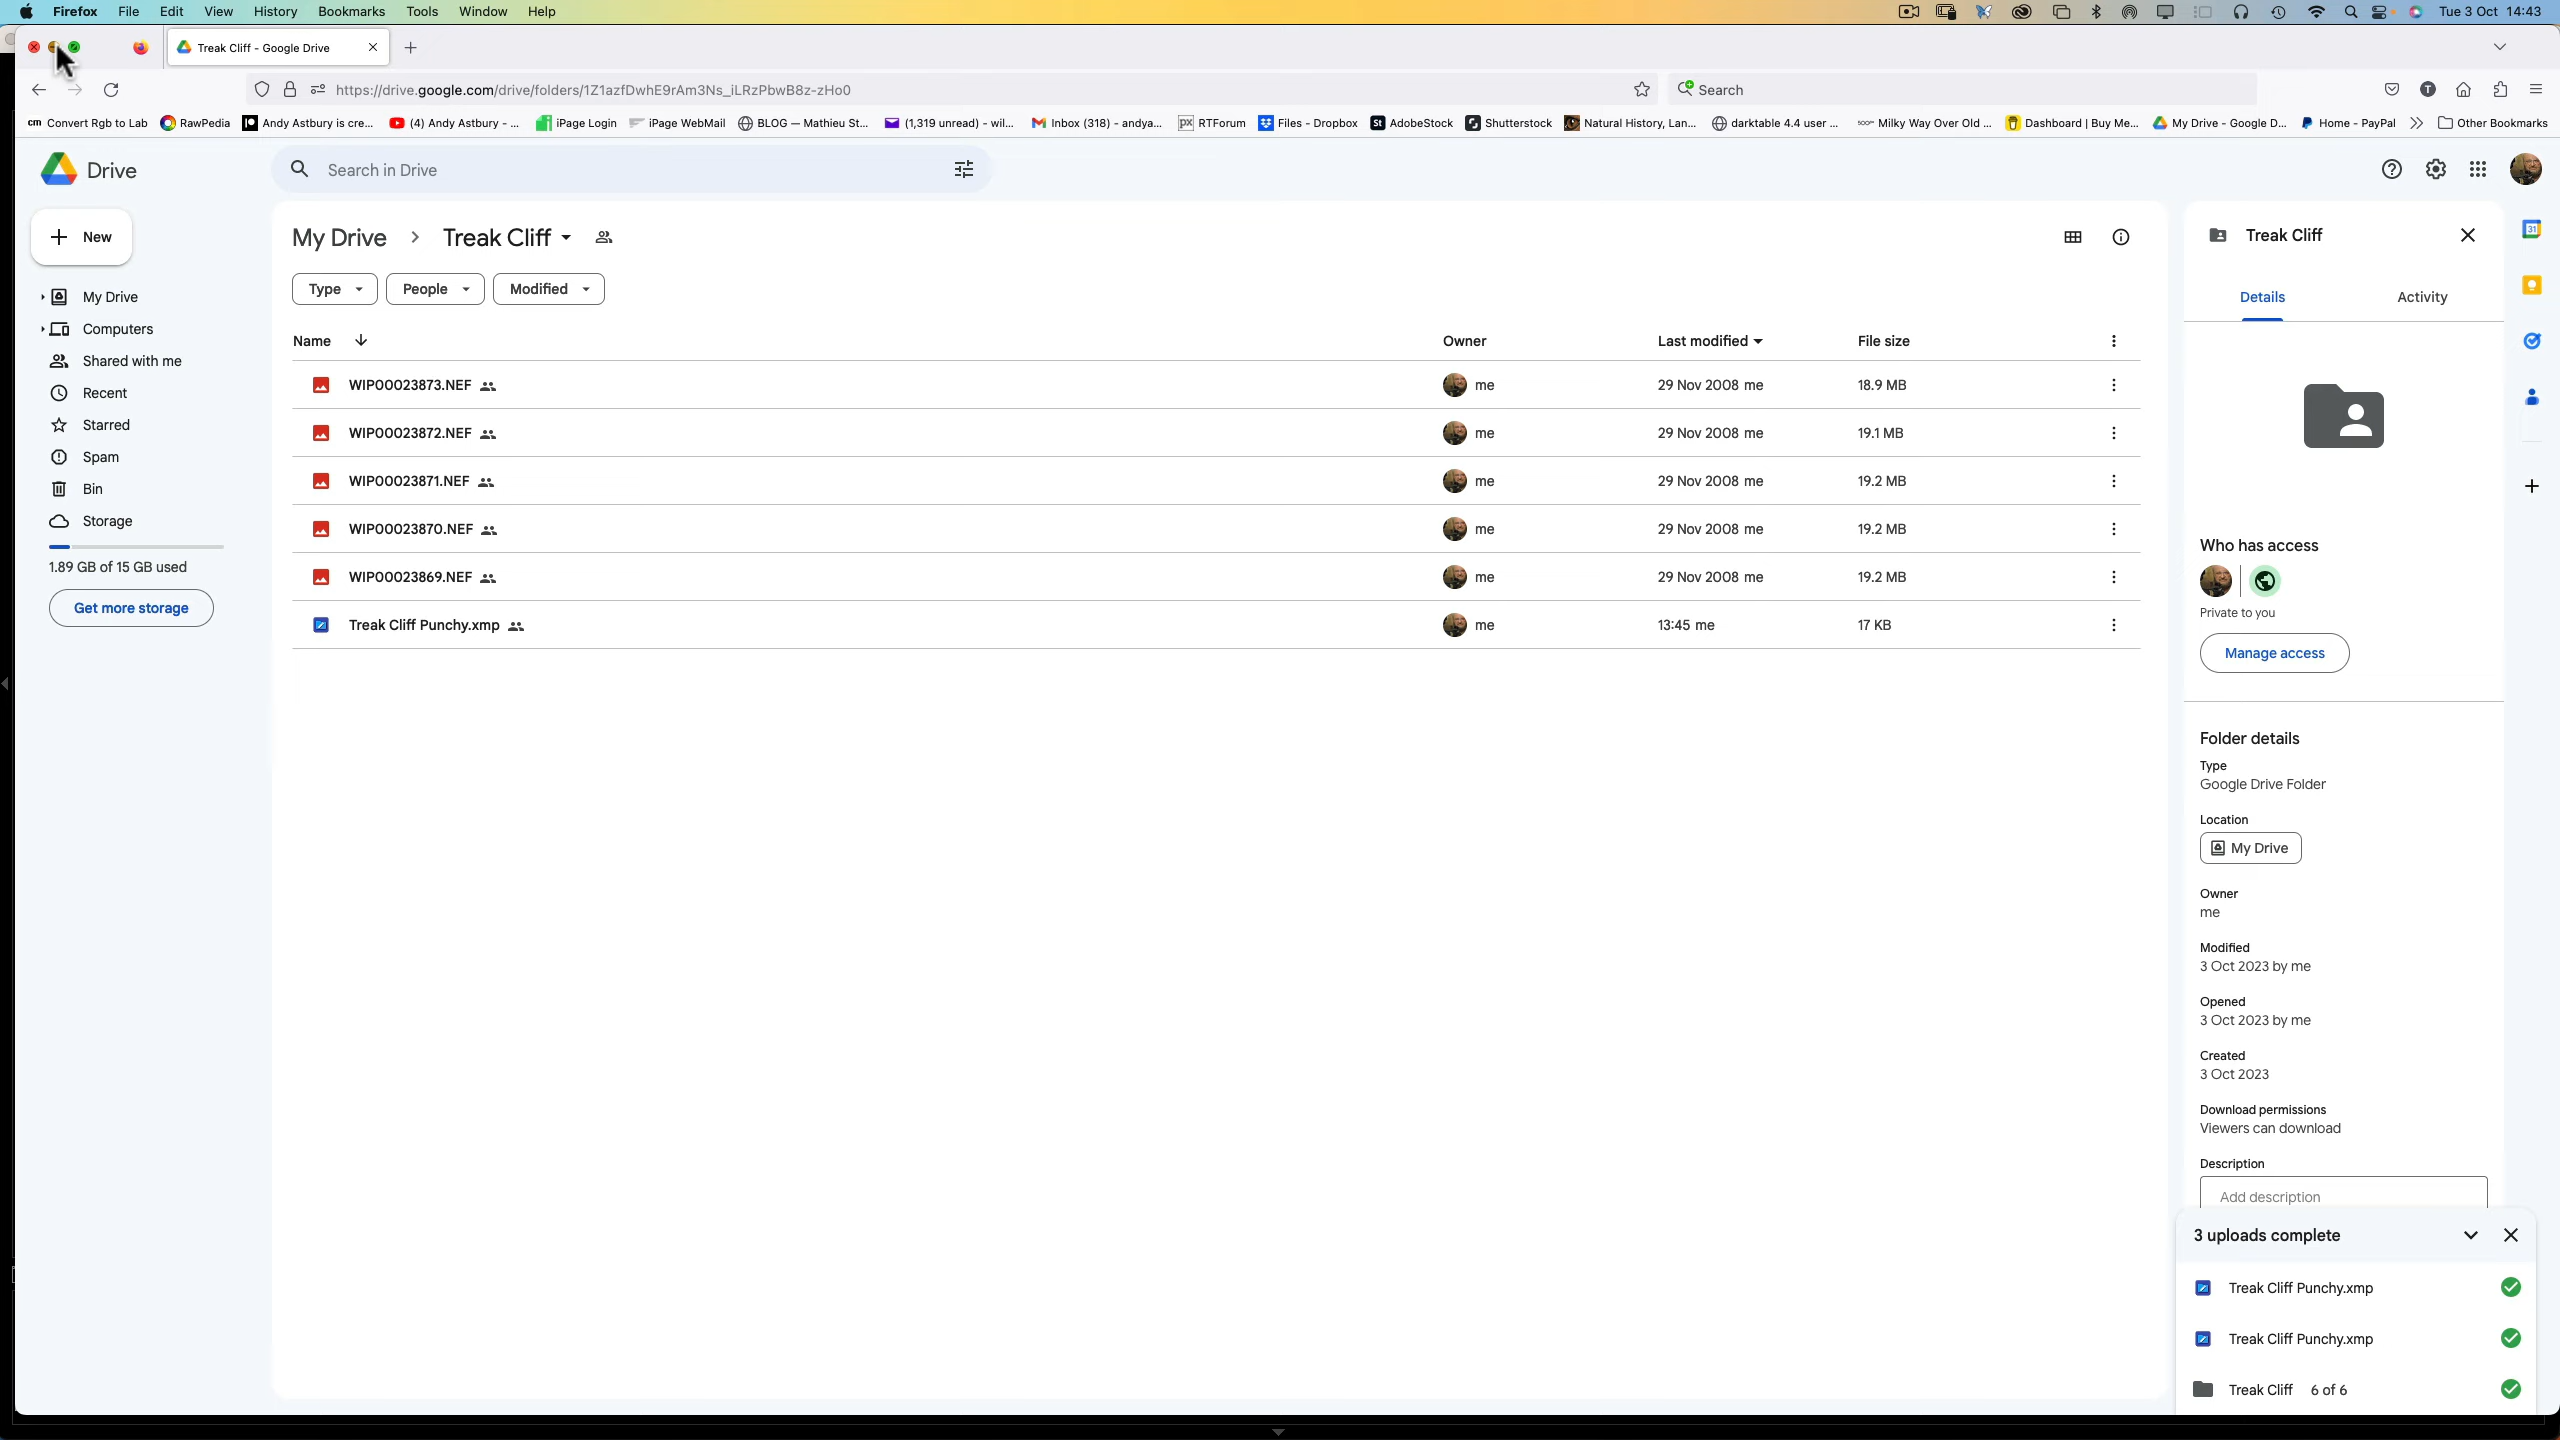 Firefox File Edit View History Bookmarks Tools Window Help Tue 3 Oct 14:43
Treak Cliff - Google Drive
https://drive.google.com/drive/folders/1Z1azfDwhE9rAm3Ns_iLRzPbwB8z-zHo0
Search
T
cm Convert Rgb to Lab RawPedia Andy Astbury is cre... (4) Andy Astbury - ... iPage Login iPage WebMail BLOG — Mathieu St... (1,319 unread) - wil... Inbox (318) - andya... RTForum Files - Dropbox St AdobeStock Shutterstock Natural History, Lan... darktable 4.4 user ... Milky Way Over Old ... Dashboard | Buy Me... My Drive - Google D... Home - PayPal Other Bookmarks
Drive
Search in Drive
New
My Drive
Computers
Shared with me
Recent
Starred
Spam
Bin
Storage
1.89 GB of 15 GB used
Get more storage
My Drive > Treak Cliff
Type People Modified
Name Owner Last modified File size
WIP00023873.NEF me 29 Nov 2008 me 18.9 MB
WIP00023872.NEF me 29 Nov 2008 me 19.1 MB
WIP00023871.NEF me 29 Nov 2008 me 19.2 MB
WIP00023870.NEF me 29 Nov 2008 me 19.2 MB
WIP00023869.NEF me 29 Nov 2008 me 19.2 MB
Treak Cliff Punchy.xmp me 13:45 me 17 KB
Treak Cliff
Details Activity
Who has access
Private to you
Manage access
Folder details
Type
Google Drive Folder
Location
My Drive
Owner
me
Modified
3 Oct 2023 by me
Opened
3 Oct 2023 by me
Created
3 Oct 2023
Download permissions
Viewers can download
Description
Add description
3 uploads complete
Treak Cliff Punchy.xmp
Treak Cliff Punchy.xmp
Treak Cliff 6 of 6
31